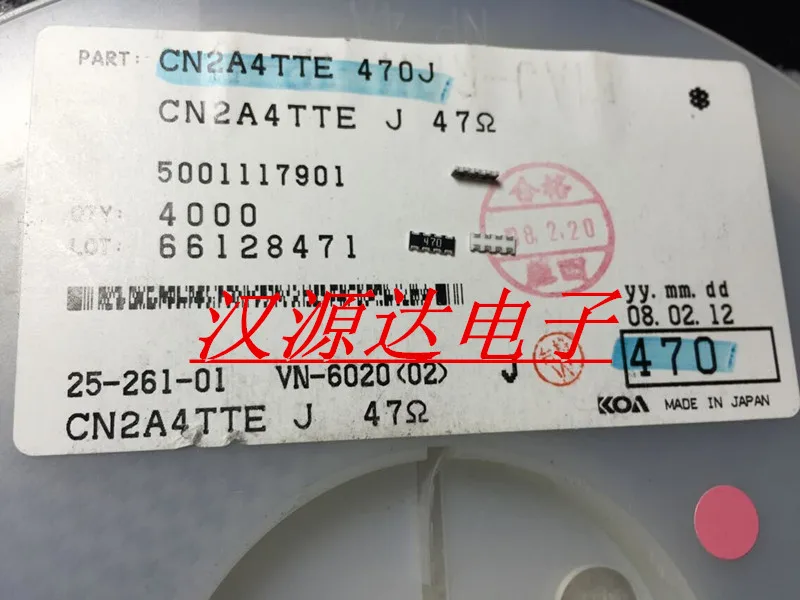 PART: CN2A4TTE 470J
CN2A4TTE J 47Ω
5001117901
QTY: 4000
LOT: 66128471
470
合格
08.2.20
yy.mm.dd
08.02.12
汉源达电子
470
25-261-01 VN-6020(02) J
KOA MADE IN JAPAN
CN2A4TTE J 47Ω